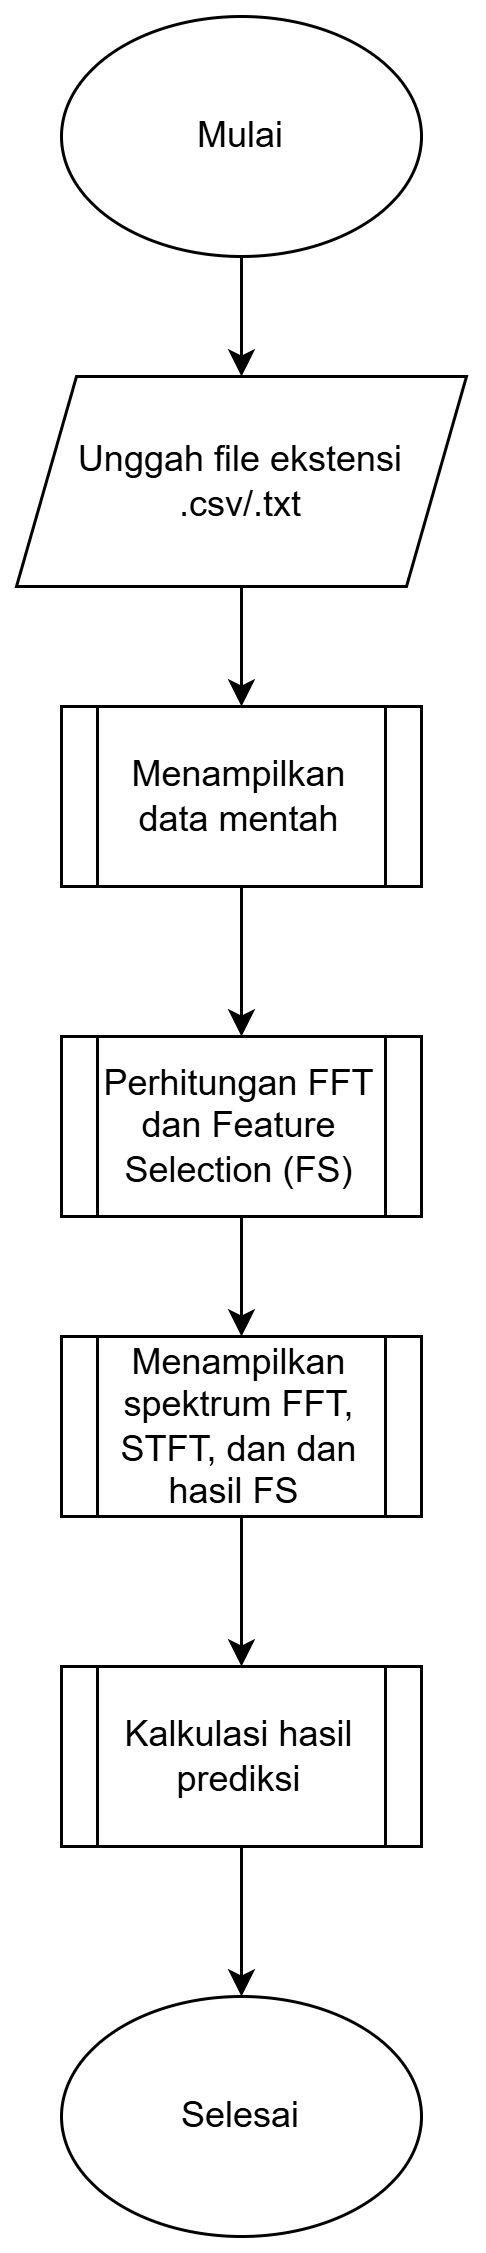 Mulai
Unggah file ekstensi
.csv/.txt
Menampilkan
data mentah
Perhitungan FFT
dan Feature
Selection (FS)
Menampilkan
spektrum FFT,
STFT, dan dan
hasil FS
Kalkulasi hasil
prediksi
Selesai